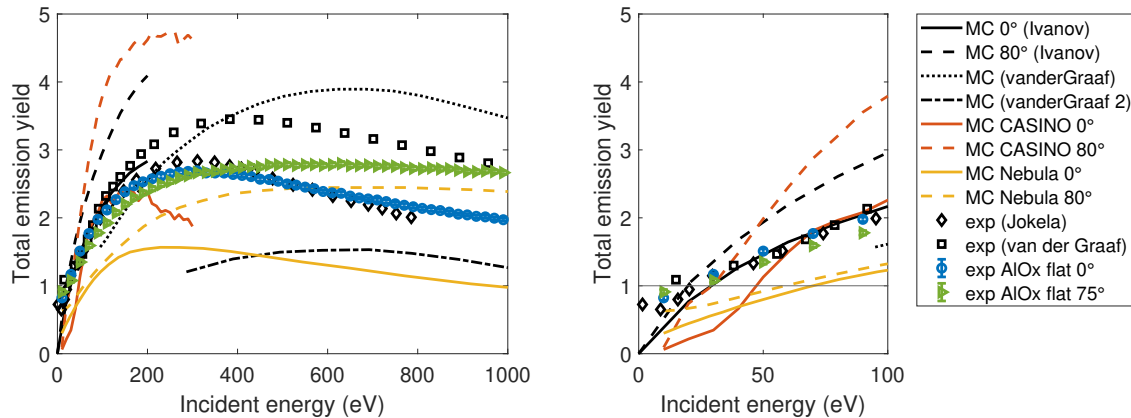 Total emission yield
5
4
3
2
1
0
0 200 400 600 800 1000
Incident energy (eV)
Total emission yield
5
4
3
2
1
0
0 50 100
Incident energy (eV)
MC 0° (Ivanov)
MC 80° (Ivanov)
MC (vanderGraaf)
MC (vanderGraaf 2)
MC CASINO 0°
MC CASINO 80°
MC Nebula 0°
MC Nebula 80°
exp (Jokela)
exp (van der Graaf)
exp AlOx flat 0°
exp AlOx flat 75°